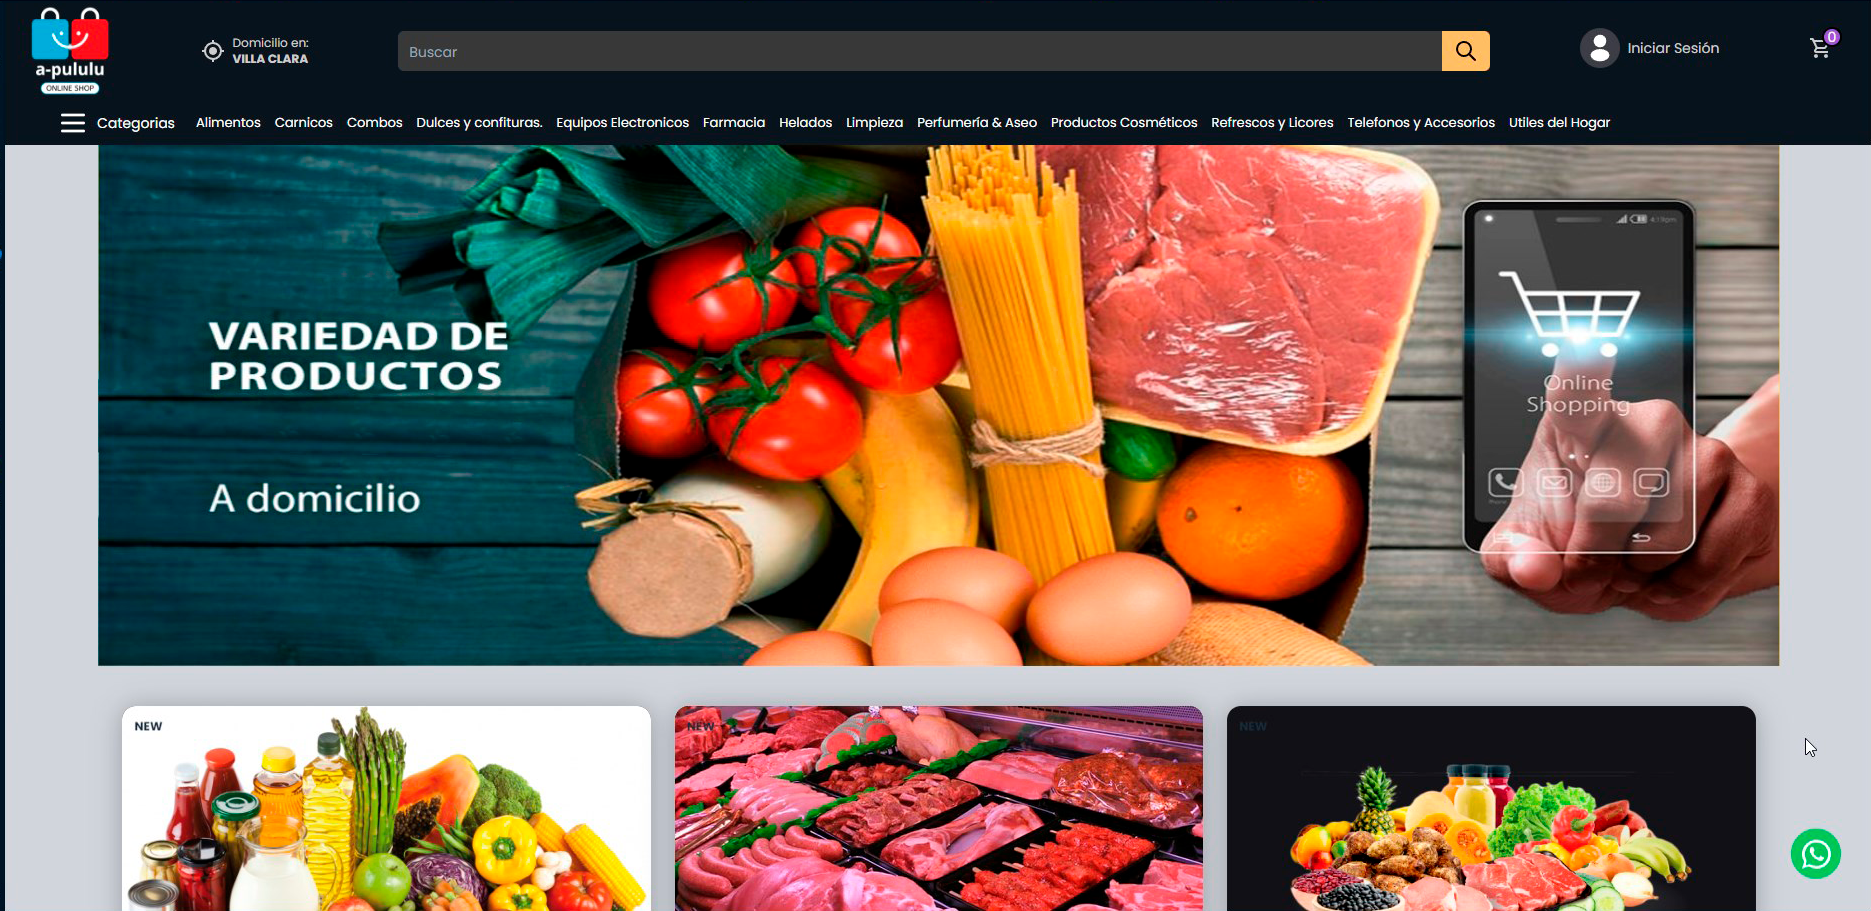 a-pululu
ONLINE SHOP
Domicilio en:
VILLA CLARA
Buscar
Iniciar Sesión
0
Categorias
Alimentos
Carnicos
Combos
Dulces y confituras.
Equipos Electronicos
Farmacia
Helados
Limpieza
Perfumería & Aseo
Productos Cosméticos
Refrescos y Licores
Telefonos y Accesorios
Utiles del Hogar
VARIEDAD DE
PRODUCTOS
A domicilio
4:19pm
Online
Shopping
NEW
NEW
NEW